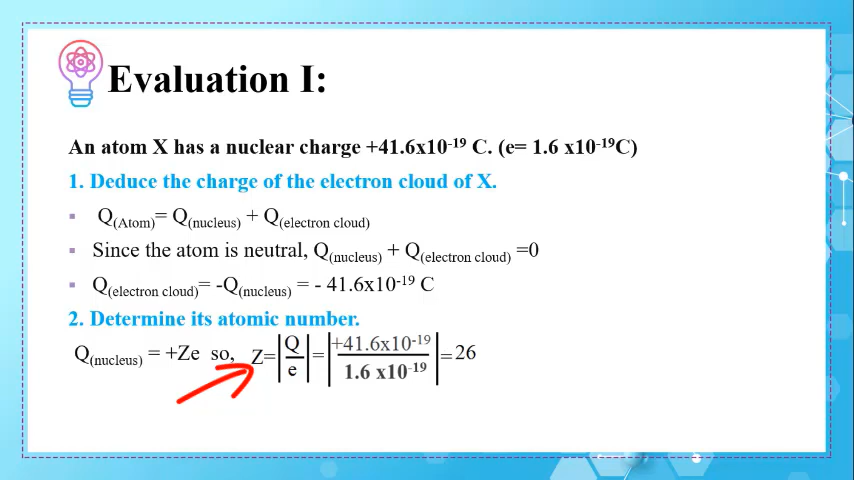 Evaluation I:
An atom X has a nuclear charge +41.6x10⁻¹⁹ C. (e= 1.6 x10⁻¹⁹C)
1. Deduce the charge of the electron cloud of X.
▪ Q(Atom)= Q(nucleus) + Q(electron cloud)
▪ Since the atom is neutral, Q(nucleus) + Q(electron cloud) =0
▪ Q(electron cloud)= -Q(nucleus) = - 41.6x10⁻¹⁹ C
2. Determine its atomic number.
Q(nucleus) = +Ze so, Z=|Q/e|=|+41.6x10⁻¹⁹/1.6 x10⁻¹⁹|=26